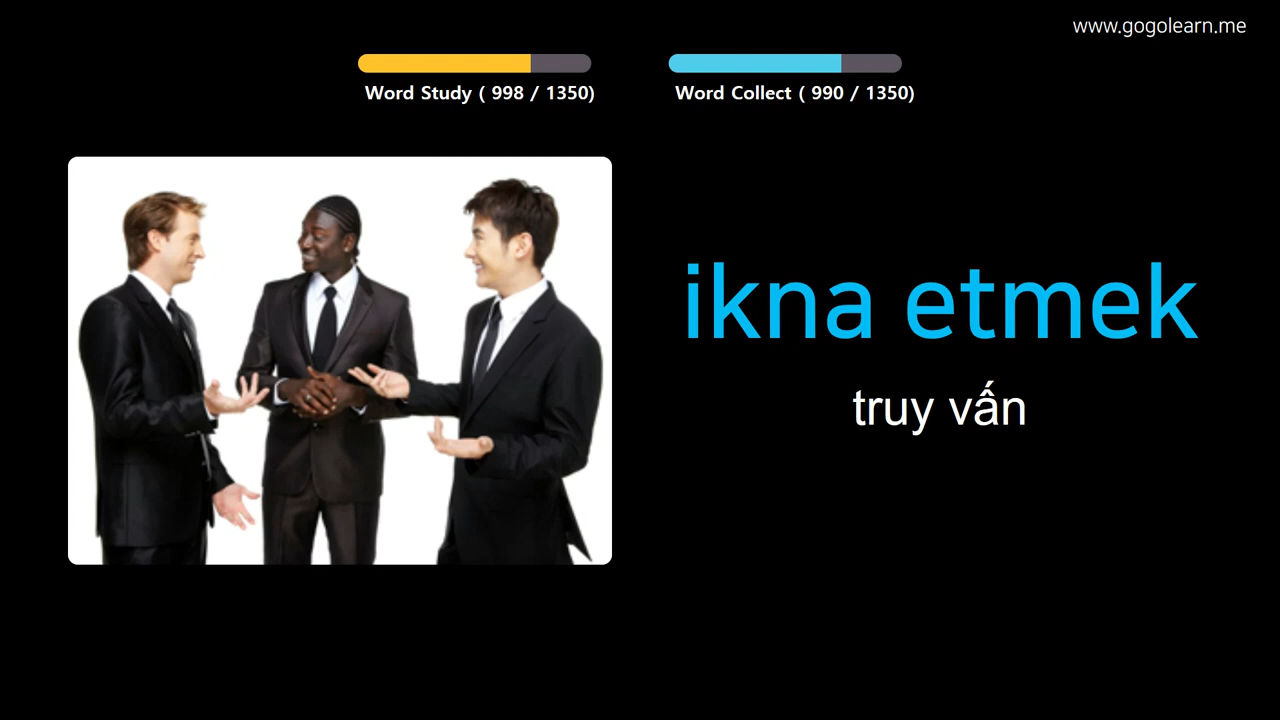 www.gogolearn.me
Word Study ( 998 / 1350)
Word Collect ( 990 / 1350)
ikna etmek
truy vấn